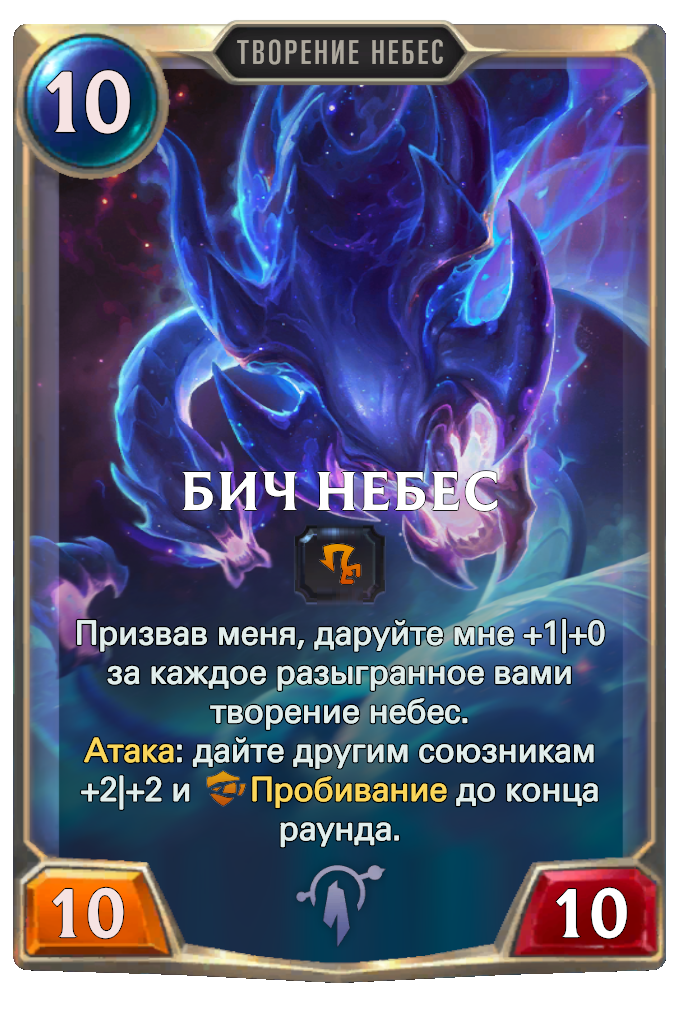 ТВОРЕНИЕ НЕБЕС
10
БИЧ НЕБЕС
Призвав меня, даруйте мне +1|+0
за каждое разыгранное вами
творение небес.
Атака: дайте другим союзникам
+2|+2 и Пробивание до конца
раунда.
10
10